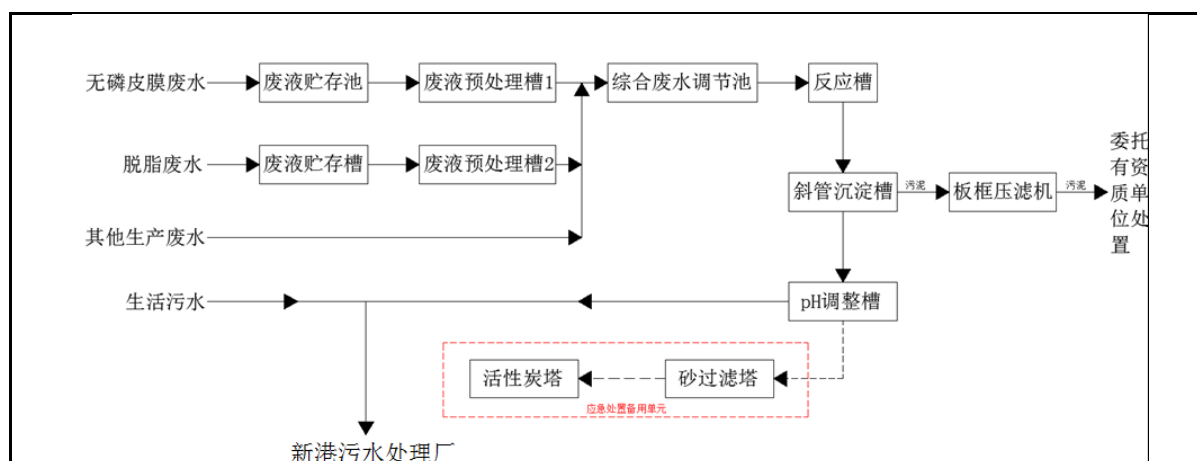 无磷皮膜废水
废液贮存池
废液预处理槽1
综合废水调节池
反应槽
脱脂废水
废液贮存槽
废液预处理槽2
斜管沉淀槽
污泥
板框压滤机
污泥
委托
有资
质单
位处
置
其他生产废水
生活污水
pH调整槽
活性炭塔
砂过滤塔
应急处置备用单元
新港污水处理厂